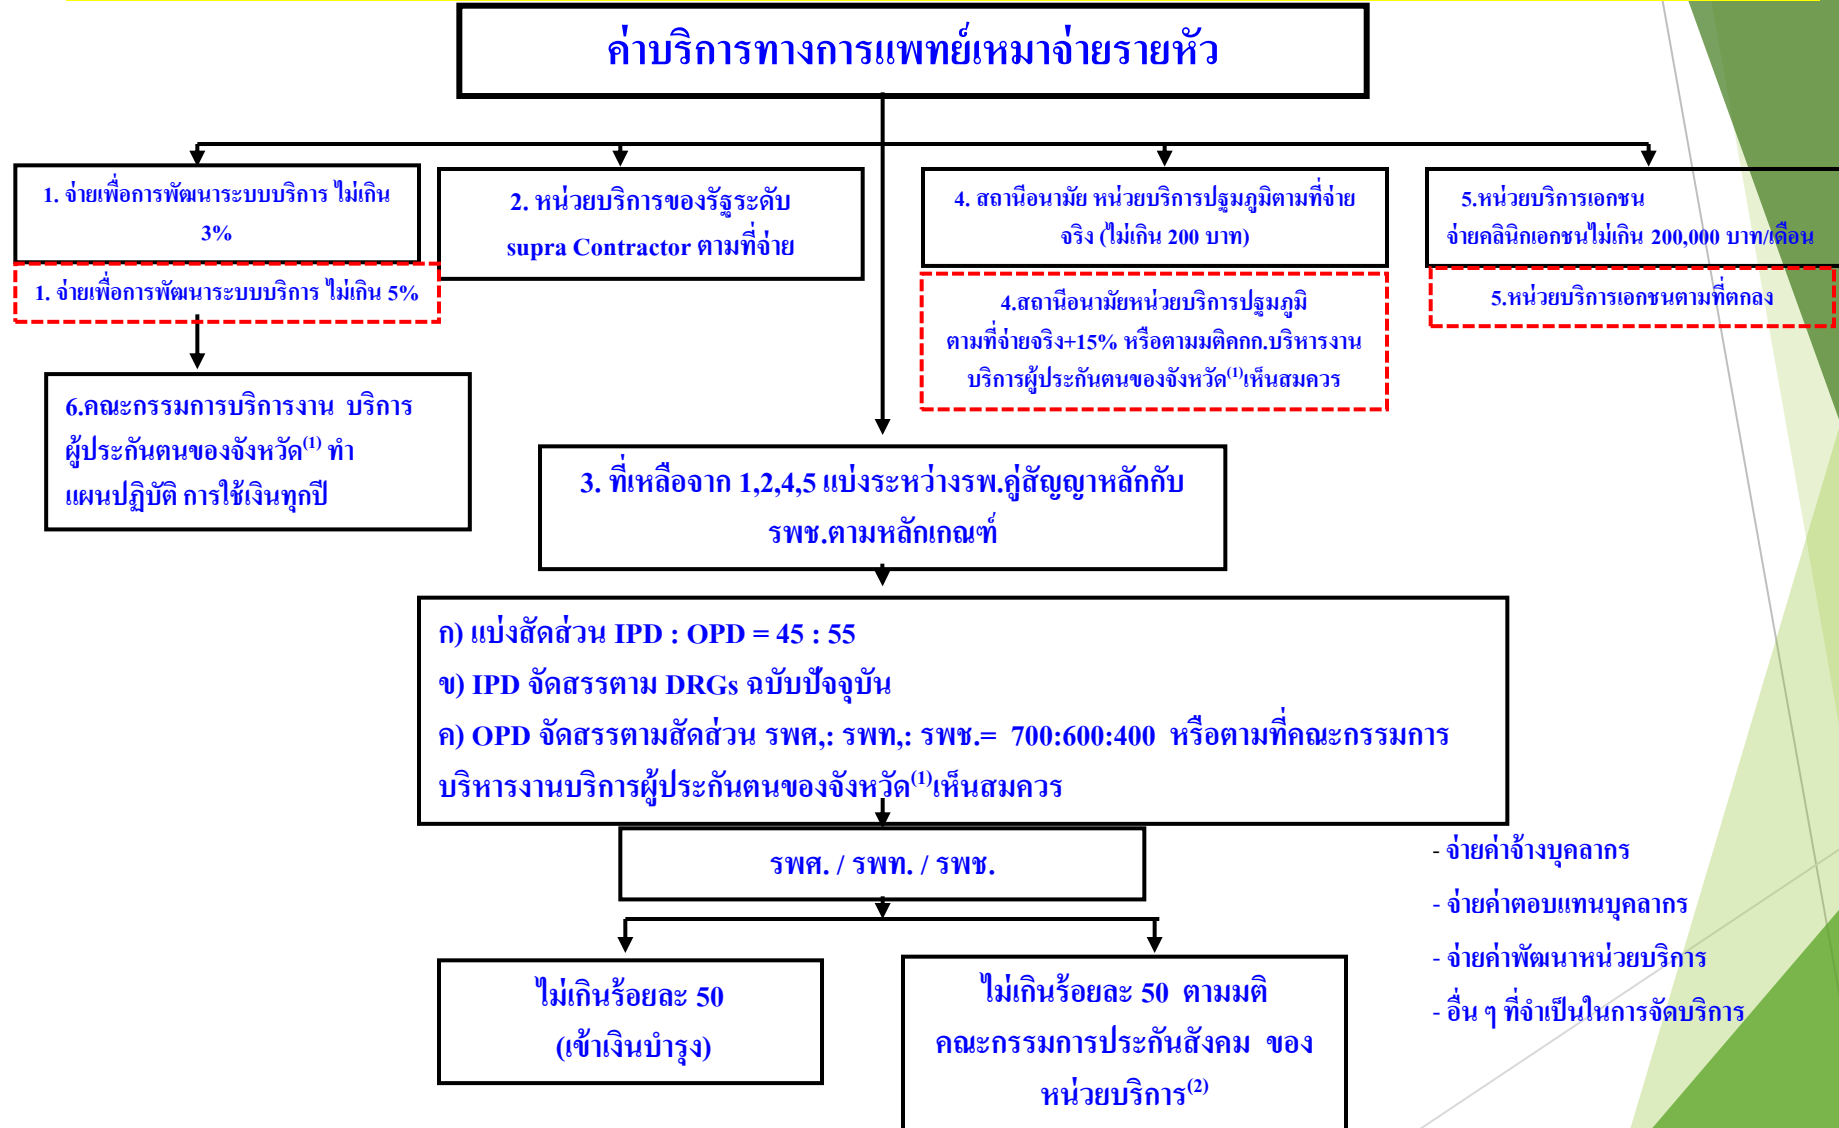 ค่าบริการทางการแพทย์เหมาจ่ายรายหัว
1. จ่ายเพื่อการพัฒนาระบบบริการ ไม่เกิน
3%
1. จ่ายเพื่อการพัฒนาระบบบริการ ไม่เกิน 5%
2. หน่วยบริการของรัฐระดับ
supra Contractor ตามที่จ่าย
4. สถานีอนามัย หน่วยบริการปฐมภูมิตามที่จ่าย
จริง (ไม่เกิน 200 บาท)
4.สถานีอนามัยหน่วยบริการปฐมภูมิ
ตามที่จ่ายจริง+15% หรือตามมติคกก.บริหารงาน
บริการผู้ประกันตนของจังหวัด⁽¹⁾เห็นสมควร
5.หน่วยบริการเอกชน
จ่ายคลินิกเอกชนไม่เกิน 200,000 บาท/เดือน
5.หน่วยบริการเอกชนตามที่ตกลง
6.คณะกรรมการบริการงาน บริการ
ผู้ประกันตนของจังหวัด⁽¹⁾ ทำ
แผนปฏิบัติ การใช้เงินทุกปี
3. ที่เหลือจาก 1,2,4,5 แบ่งระหว่างรพ.คู่สัญญาหลักกับ
รพช.ตามหลักเกณฑ์
ก) แบ่งสัดส่วน IPD : OPD = 45 : 55
ข) IPD จัดสรรตาม DRGs ฉบับปัจจุบัน
ค) OPD จัดสรรตามสัดส่วน รพศ,: รพท,: รพช.= 700:600:400 หรือตามที่คณะกรรมการ
บริหารงานบริการผู้ประกันตนของจังหวัด⁽¹⁾เห็นสมควร
รพศ. / รพท. / รพช.
ไม่เกินร้อยละ 50
(เข้าเงินบำรุง)
ไม่เกินร้อยละ 50 ตามมติ
คณะกรรมการประกันสังคม ของ
หน่วยบริการ⁽²⁾
- จ่ายค่าจ้างบุคลากร
- จ่ายค่าตอบแทนบุคลากร
- จ่ายค่าพัฒนาหน่วยบริการ
- อื่น ๆ ที่จำเป็นในการจัดบริการ